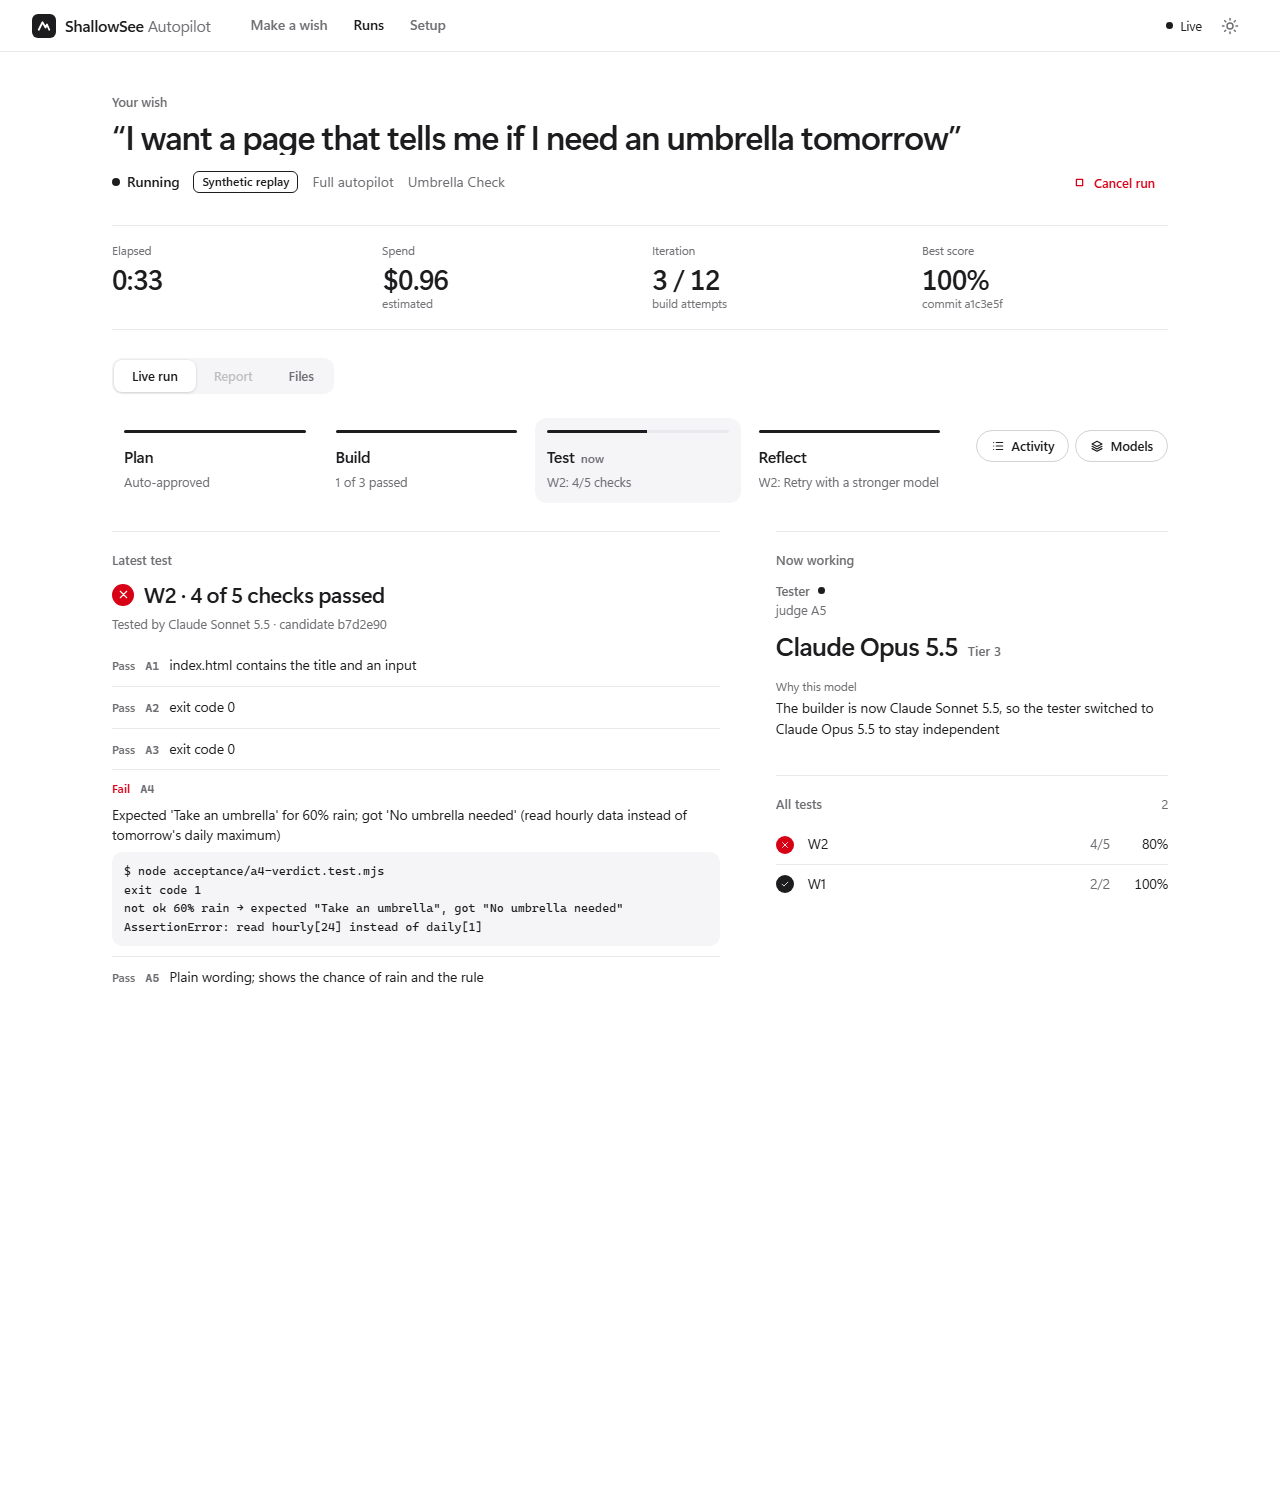 ShallowSee Autopilot
Make a wish
Runs
Setup
Live
Your wish
“I want a page that tells me if I need an umbrella tomorrow”
Running
Synthetic replay
Full autopilot
Umbrella Check
Cancel run
Elapsed
0:33
Spend
$0.96
estimated
Iteration
3 / 12
build attempts
Best score
100%
commit a1c3e5f
Live run
Report
Files
Plan
Auto-approved
Build
1 of 3 passed
Test now
W2: 4/5 checks
Reflect
W2: Retry with a stronger model
Activity
Models
Latest test
W2 · 4 of 5 checks passed
Tested by Claude Sonnet 5.5 · candidate b7d2e90
Pass A1 index.html contains the title and an input
Pass A2 exit code 0
Pass A3 exit code 0
Fail A4
Expected 'Take an umbrella' for 60% rain; got 'No umbrella needed' (read hourly data instead of
tomorrow's daily maximum)
$ node acceptance/a4-verdict.test.mjs
exit code 1
not ok 60% rain → expected "Take an umbrella", got "No umbrella needed"
AssertionError: read hourly[24] instead of daily[1]
Pass A5 Plain wording; shows the chance of rain and the rule
Now working
Tester
judge A5
Claude Opus 5.5 Tier 3
Why this model
The builder is now Claude Sonnet 5.5, so the tester switched to
Claude Opus 5.5 to stay independent
All tests 2
W2 4/5 80%
W1 2/2 100%